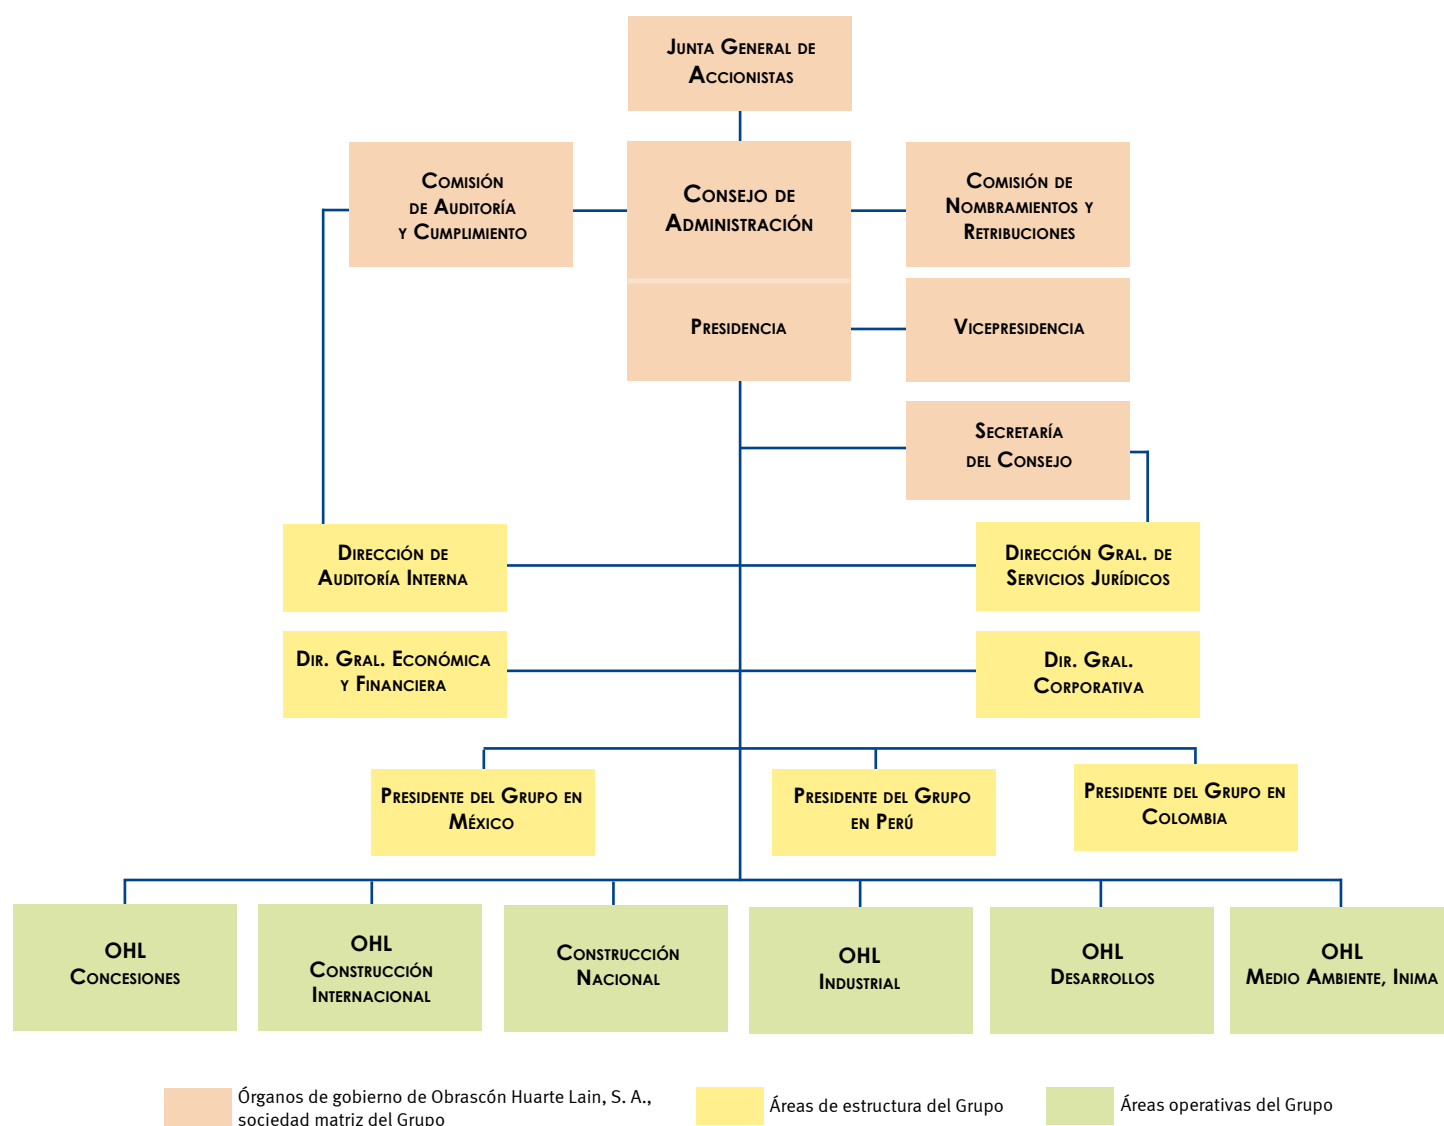 Junta General de
Accionistas
Comisión
de Auditoría
y Cumplimiento
Consejo de
Administración
Comisión de
Nombramientos y
Retribuciones
Presidencia
Vicepresidencia
Secretaría
del Consejo
Dirección de
Auditoría Interna
Dirección Gral. de
Servicios Jurídicos
Dir. Gral. Económica
y Financiera
Dir. Gral.
Corporativa
Presidente del Grupo en
México
Presidente del Grupo
en Perú
Presidente del Grupo en
Colombia
OHL
Concesiones
OHL
Construcción
Internacional
Construcción
Nacional
OHL
Industrial
OHL
Desarrollos
OHL
Medio Ambiente, Inima
Órganos de gobierno de Obrascón Huarte Lain, S. A.,
sociedad matriz del Grupo
Áreas de estructura del Grupo
Áreas operativas del Grupo